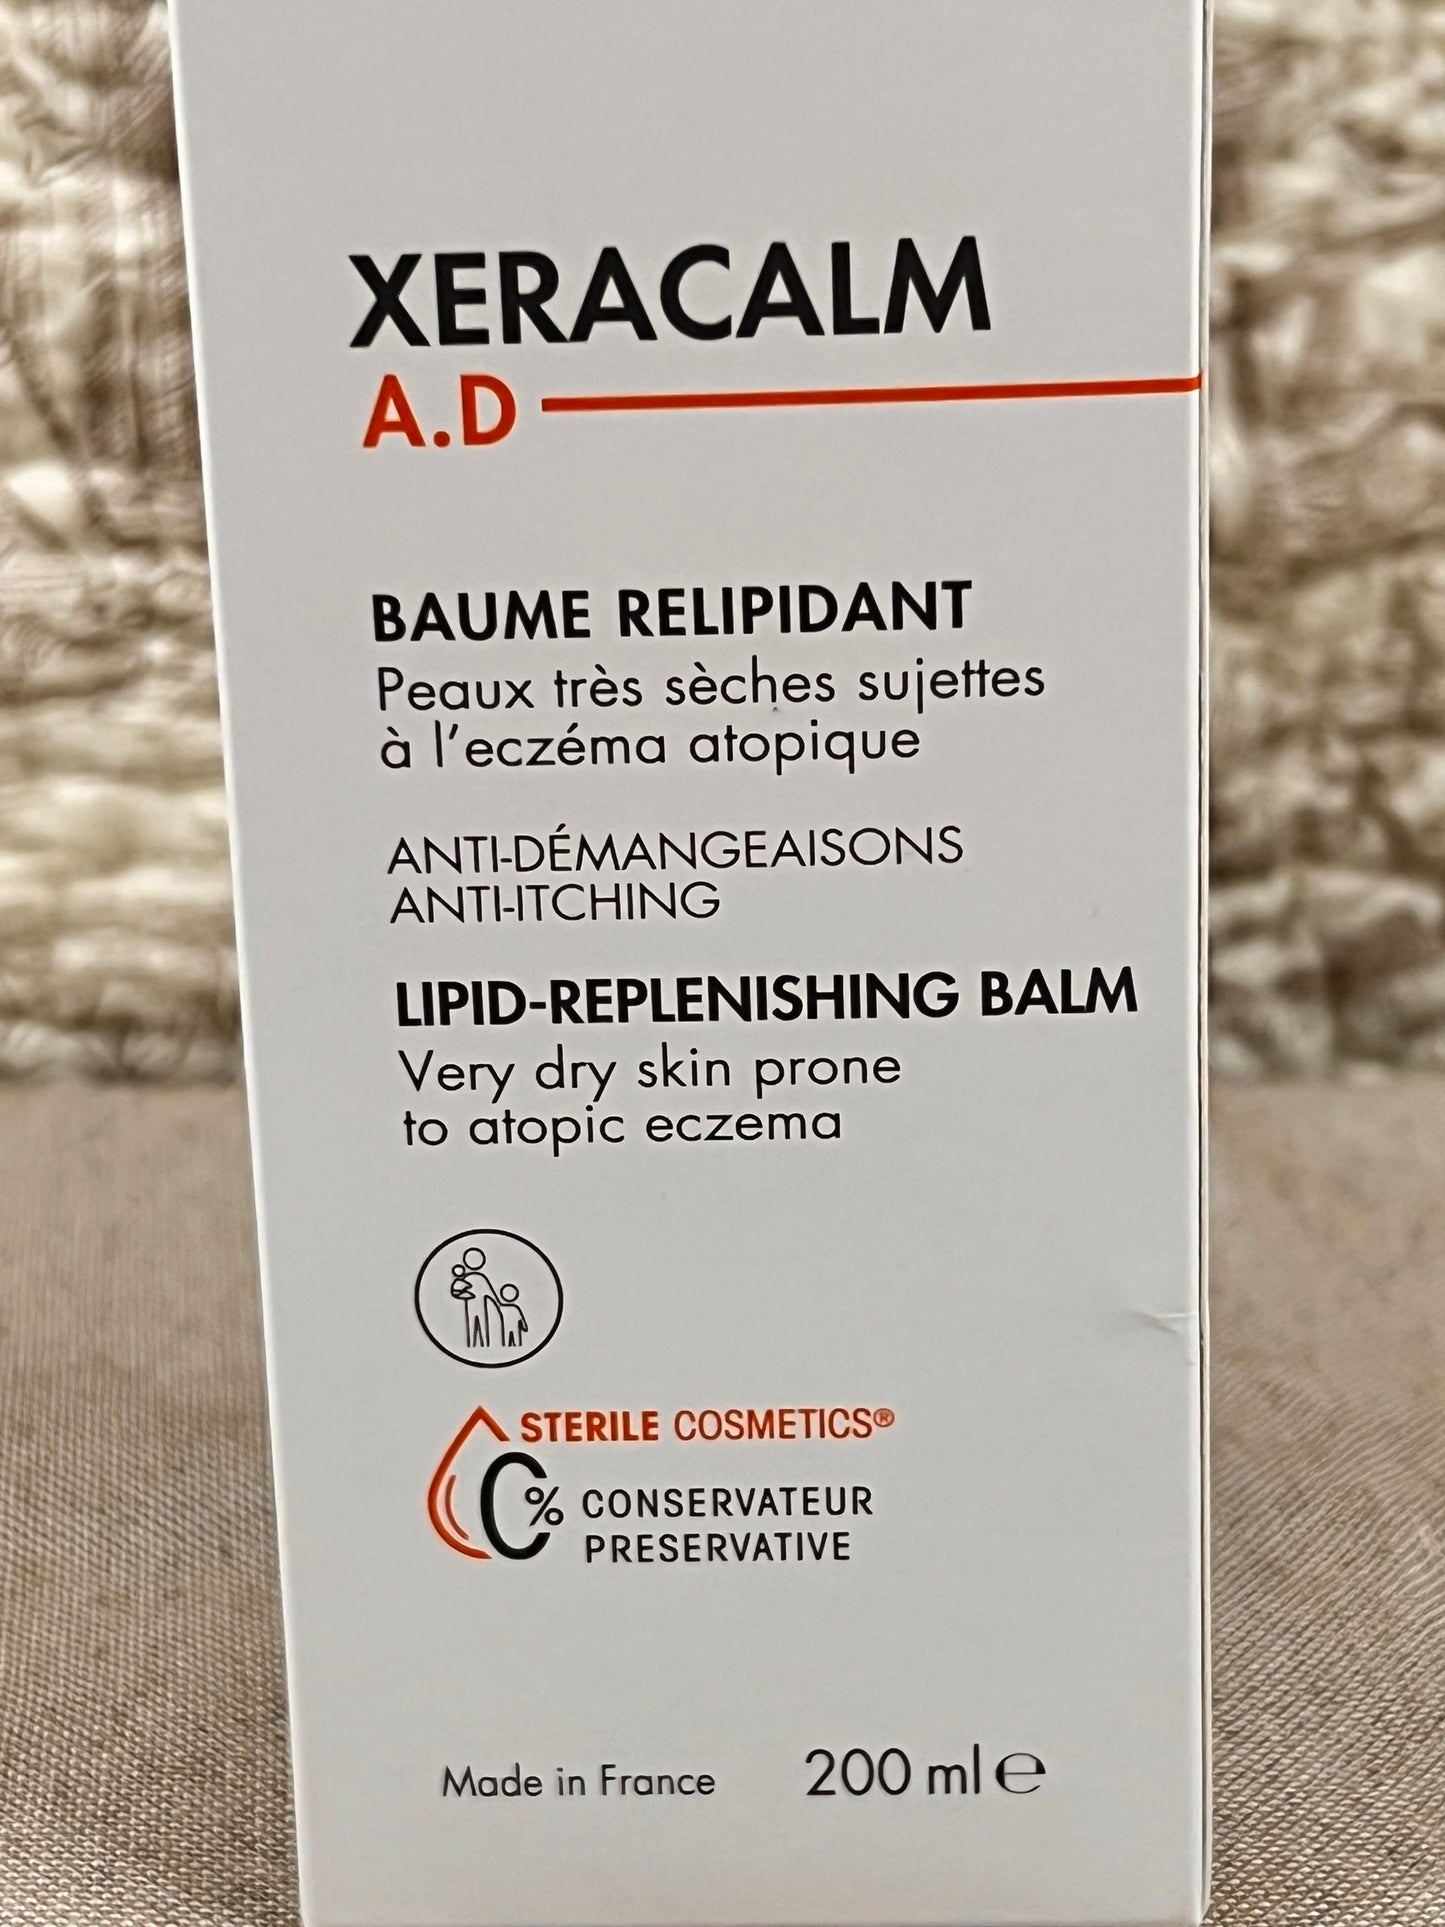 XERACALM
A.D
BAUME RELIPIDANT
Peaux très sèches sujettes
à l'eczéma atopique
ANTI-DÉMANGEAISONS
ANTI-ITCHING
LIPID-REPLENISHING BALM
Very dry skin prone
to atopic eczema
STERILE COSMETICS®
0% CONSERVATEUR
PRESERVATIVE
Made in France 200 ml ℮